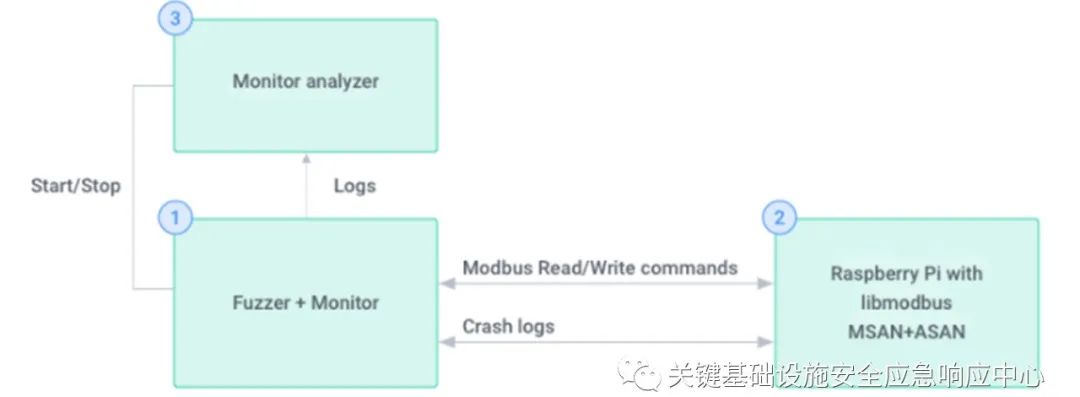 3
Monitor analyzer
Start/Stop
Logs
1
2
Fuzzer + Monitor
Modbus Read/Write commands
Crash logs
Raspberry Pi with
libmodbus
MSAN+ASAN
关键基础设施安全应急响应中心